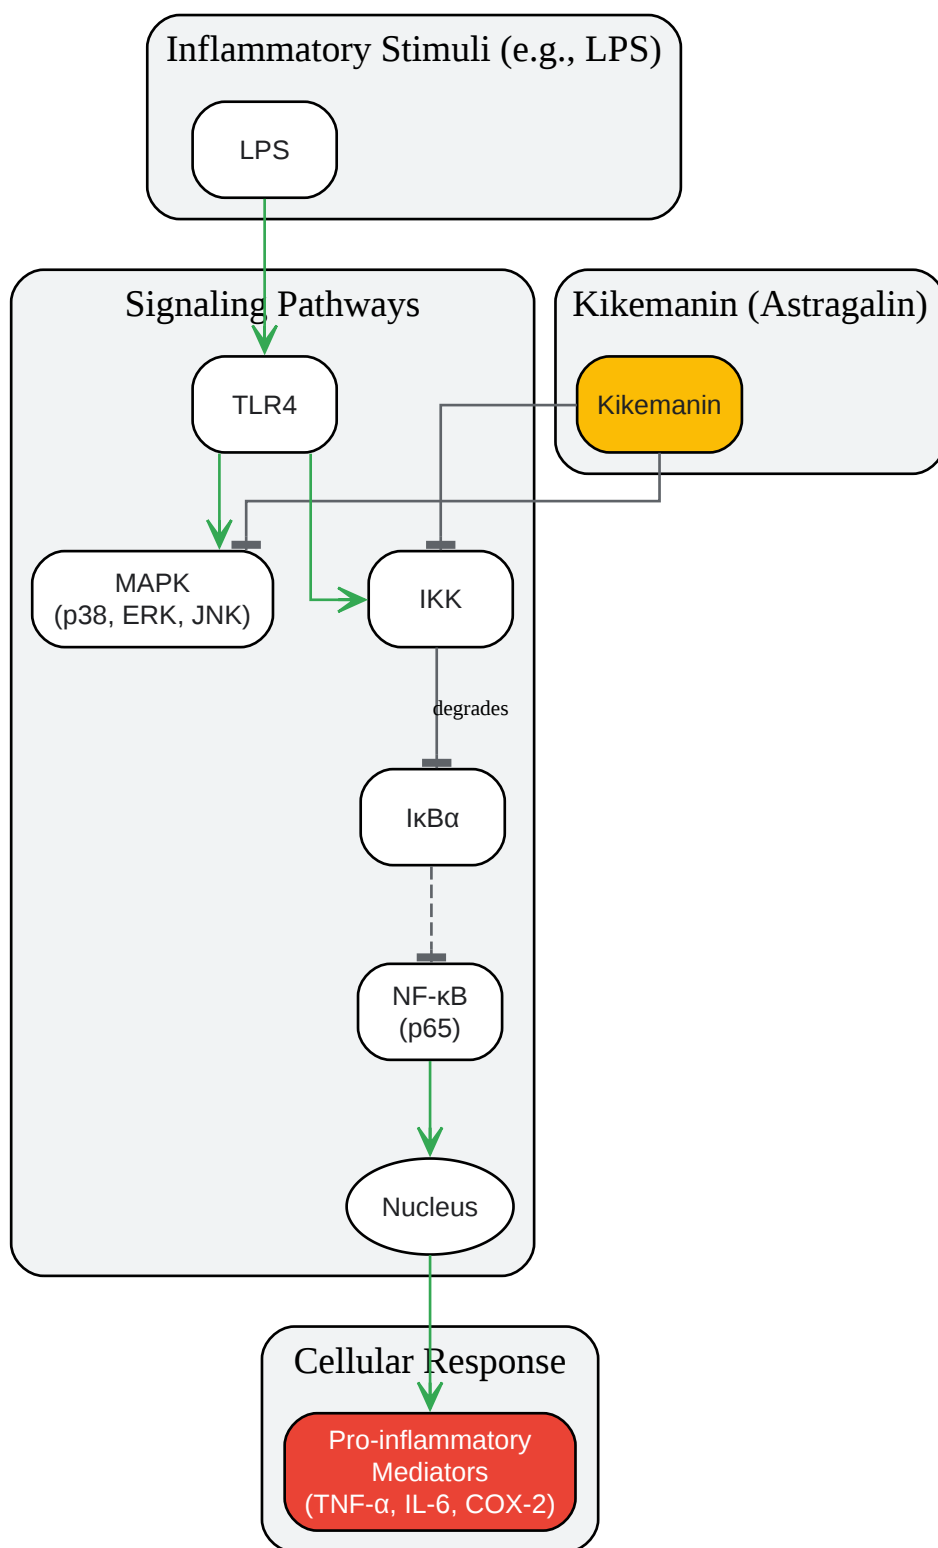 Inflammatory Stimuli (e.g., LPS)
LPS
Signaling Pathways
Kikemanin (Astragalin)
TLR4
Kikemanin
MAPK
(p38, ERK, JNK)
IKK
degrades
IκBα
NF-κB
(p65)
Nucleus
Cellular Response
Pro-inflammatory
Mediators
(TNF-α, IL-6, COX-2)